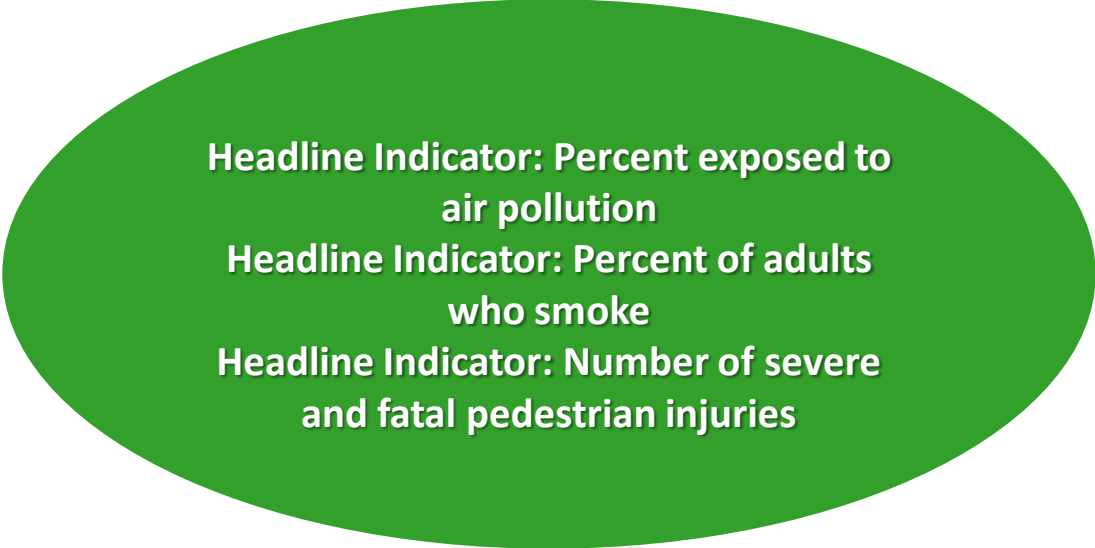 Headline Indicator: Percent exposed to
air pollution
Headline Indicator: Percent of adults
who smoke
Headline Indicator: Number of severe
and fatal pedestrian injuries